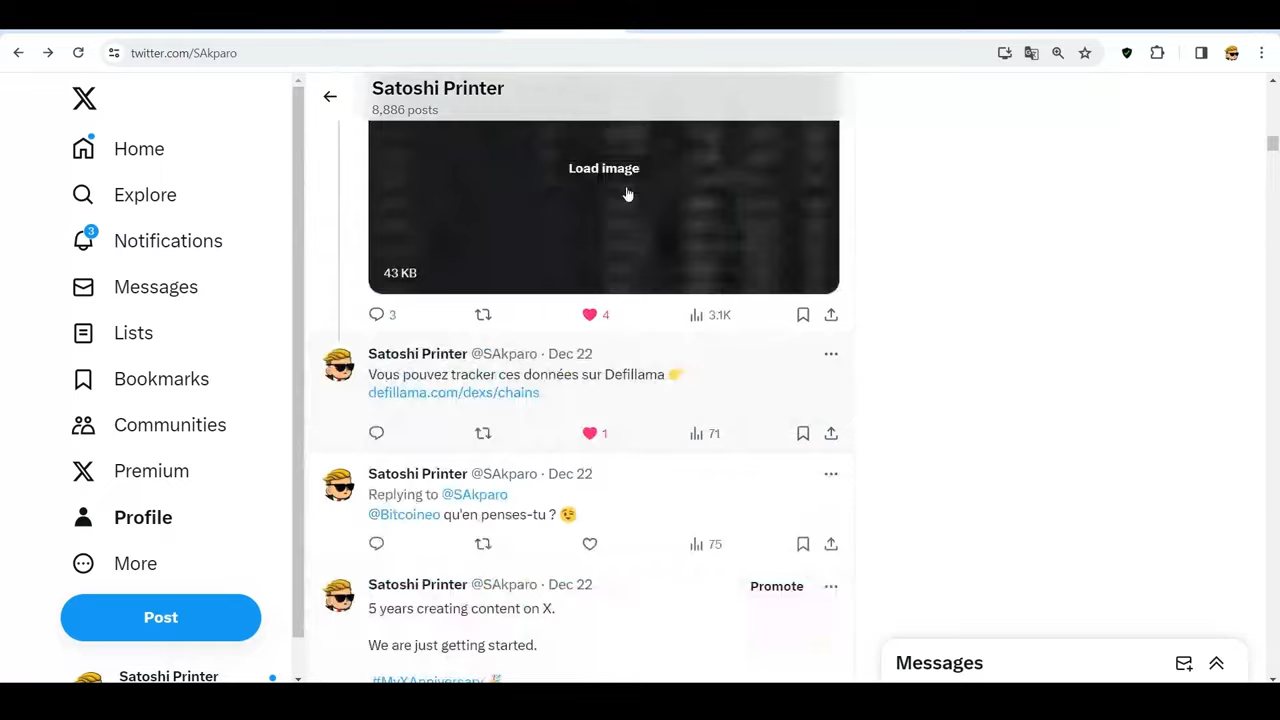 twitter.com/SAkparo
Satoshi Printer
8,886 posts
Home
Explore
3
Notifications
Messages
Lists
Bookmarks
Communities
Premium
Profile
More
Post
Satoshi Printer
Load image
43 KB
3
4
3.1K
Satoshi Printer @SAkparo · Dec 22
Vous pouvez tracker ces données sur Defillama 👉
defillama.com/dexs/chains
1
71
Satoshi Printer @SAkparo · Dec 22
Replying to @SAkparo
@Bitcoineo qu'en penses-tu ? 😉
75
Satoshi Printer @SAkparo · Dec 22
Promote
5 years creating content on X.
We are just getting started.
#MyXAnniversary
Messages